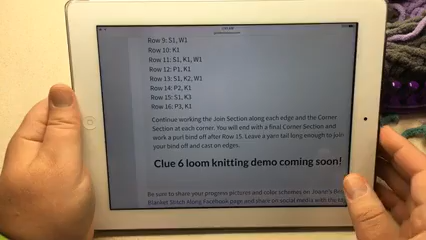 Row 9: S1, W1
Row 10: K1
Row 11: S1, K1, W1
Row 12: P1, K1
Row 13: S1, K2, W1
Row 14: P2, K1
Row 15: S1, K3
Row 16: P3, K1
Continue working the Join Section along each edge and the Corner
Section at each corner. You will end with a final Corner Section and
work a purl bind off after Row 15. Leave a yarn tail long enough to join
your bind off and cast on edges.
Clue 6 loom knitting demo coming soon!
Be sure to share your progress pictures and color schemes on Joann's
Blanket Stitch Along Facebook page and share on social media with the